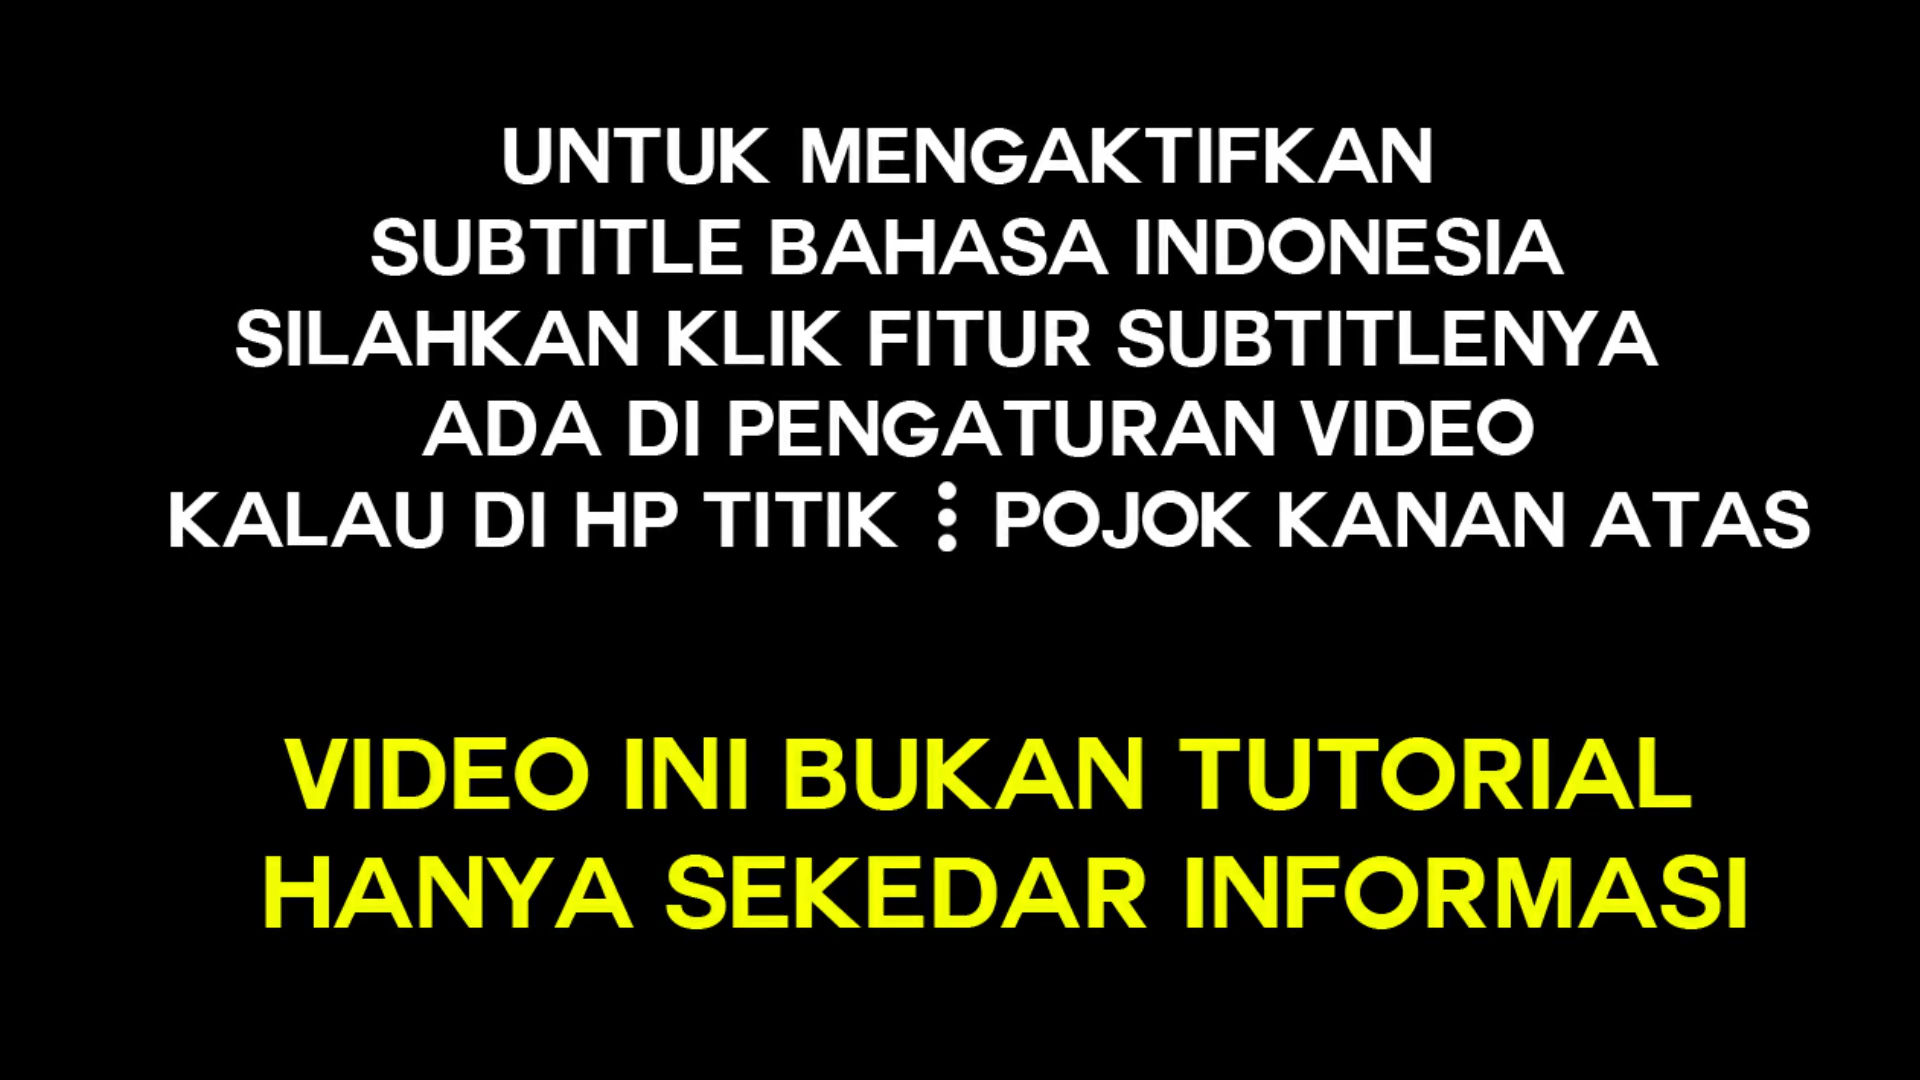 UNTUK MENGAKTIFKAN
SUBTITLE BAHASA INDONESIA
SILAHKAN KLIK FITUR SUBTITLENYA
ADA DI PENGATURAN VIDEO
KALAU DI HP TITIK ⋮ POJOK KANAN ATAS
VIDEO INI BUKAN TUTORIAL
HANYA SEKEDAR INFORMASI